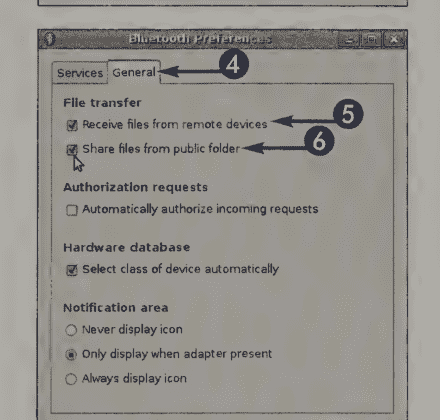 Bluetooth Preferences
Services General 4
File transfer
Receive files from remote devices 5
Share files from public folder 6
Authorization requests
Automatically authorize incoming requests
Hardware database
Select class of device automatically
Notification area
Never display icon
Only display when adapter present
Always display icon